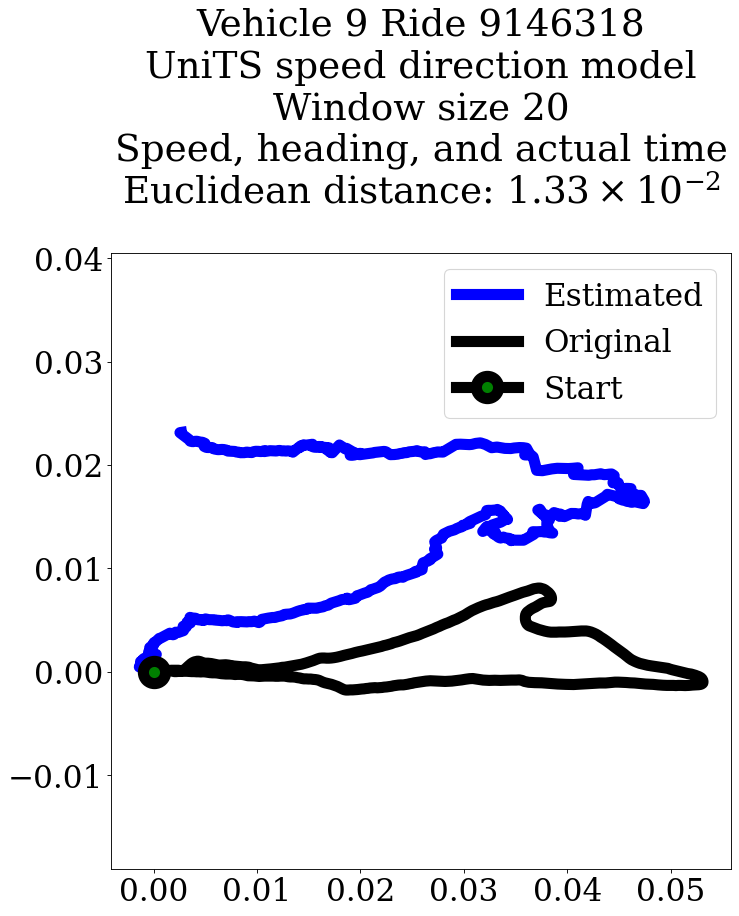 Vehicle 9 Ride 9146318
UniTS speed direction model
Window size 20
Speed, heading, and actual time
Euclidean distance: 1.33 × 10⁻²
0.04
Estimated
0.03
Original
Start
0.02
0.01
0.00
−0.01
0.00 0.01 0.02 0.03 0.04 0.05